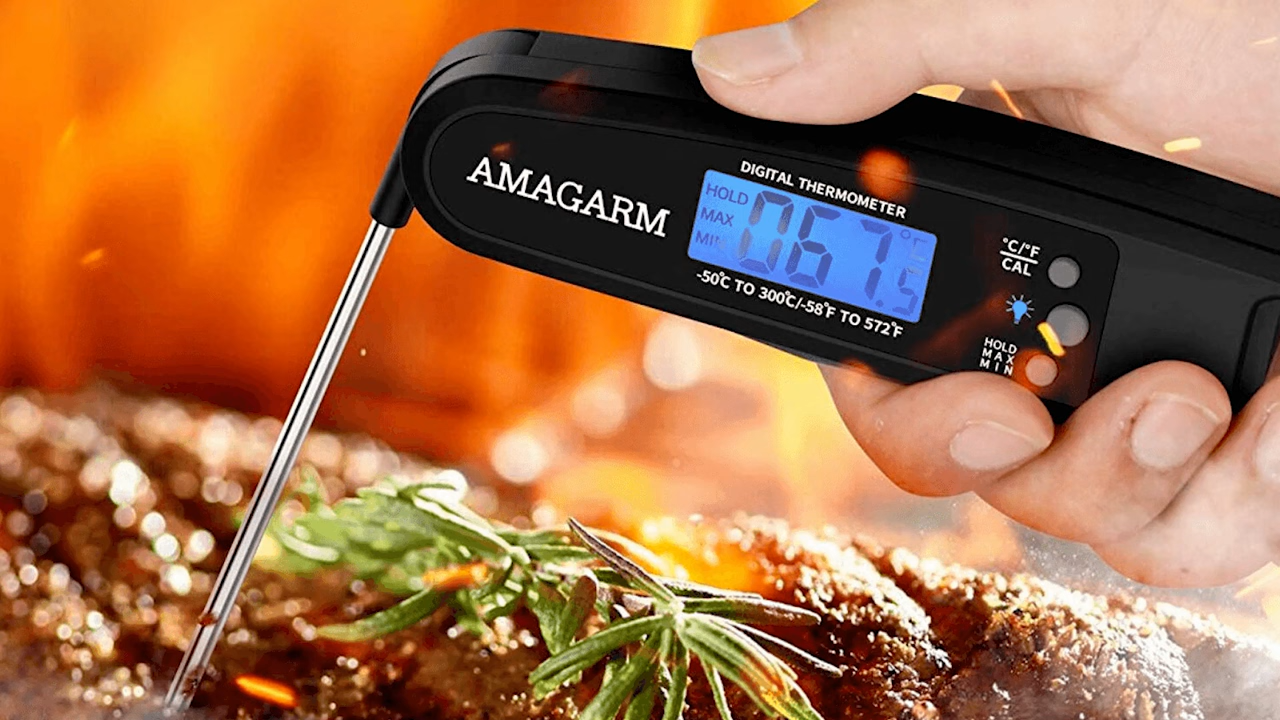 AMAGARM
DIGITAL THERMOMETER
HOLD
MAX
MIN
067.5
°F
-50℃ TO 300℃/-58℉ TO 572℉
°C/°F
CAL
HOLD
MAX
MIN